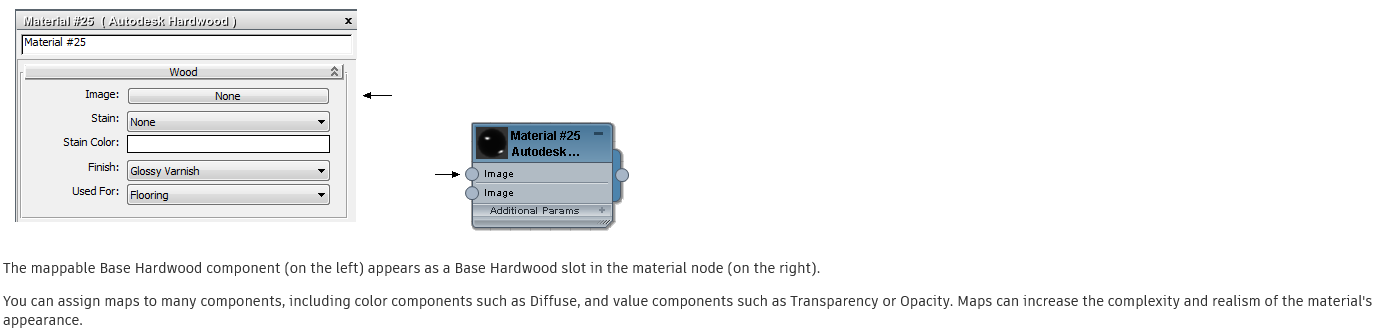 Material #25 ( Autodesk Hardwood )
x
Material #25
Wood
Image: None
Stain: None
Stain Color:
Finish: Glossy Varnish
Used For: Flooring
Material #25
Autodesk...
Image
Image
Additional Params +
The mappable Base Hardwood component (on the left) appears as a Base Hardwood slot in the material node (on the right).
You can assign maps to many components, including color components such as Diffuse, and value components such as Transparency or Opacity. Maps can increase the complexity and realism of the material's
appearance.